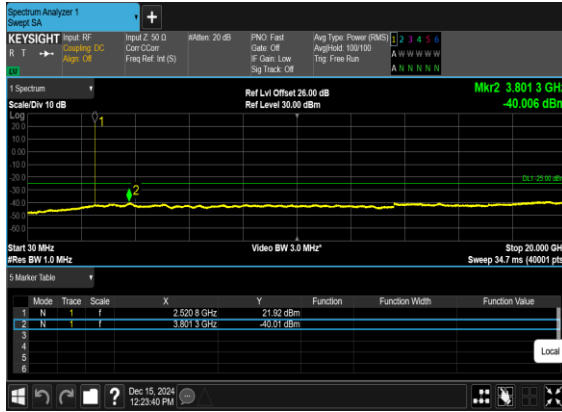 Spectrum Analyzer 1
Swept SA
+
KEYSIGHT Input: RF Input Z: 50 Ω #Atten: 20 dB PNO: Fast Avg Type: Power (RMS) 1 2 3 4 5 6
R T Coupling: DC Corr CCorr Gate: Off Avg|Hold: 100/100 A W W W W W
Align: Off Freq Ref: Int (S) IF Gain: Low Trig: Free Run
LU Sig Track: Off A N N N N N
1 Spectrum Ref Lvl Offset 26.00 dB Mkr2 3.801 3 GHz
Scale/Div 10 dB Ref Level 30.00 dBm -40.006 dBm
Log
20.0
10.0
0.00
-10.0
-20.0
-30.0
-40.0
-50.0
-60.0
1
2
DL1 -25.00 dBm
Start 30 MHz Video BW 3.0 MHz* Stop 20.000 GH
#Res BW 1.0 MHz Sweep 34.7 ms (40001 pts
5 Marker Table
Mode Trace Scale X Y Function Function Width Function Value
1 N 1 f 2.520 8 GHz 21.92 dBm
2 N 1 f 3.801 3 GHz -40.01 dBm
3
4
5
6
Local
? Dec 15, 2024
12:23:40 PM